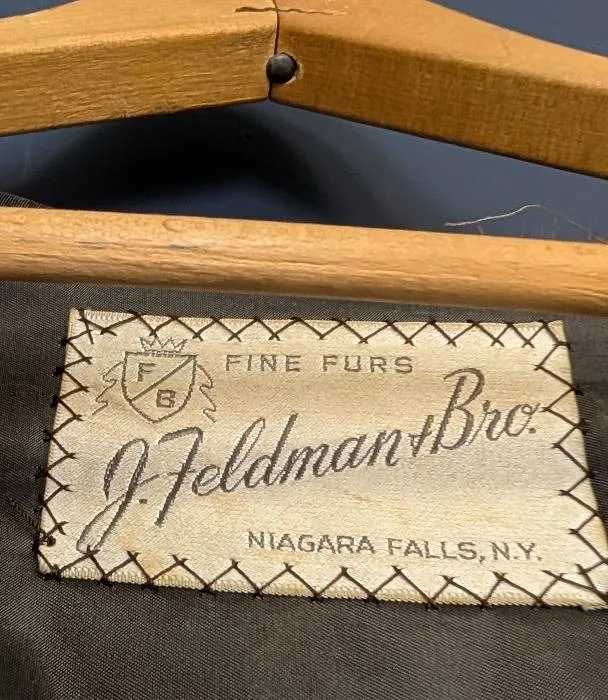 FINE FURS
F
B
J. Feldman + Bro.
NIAGARA FALLS, N.Y.